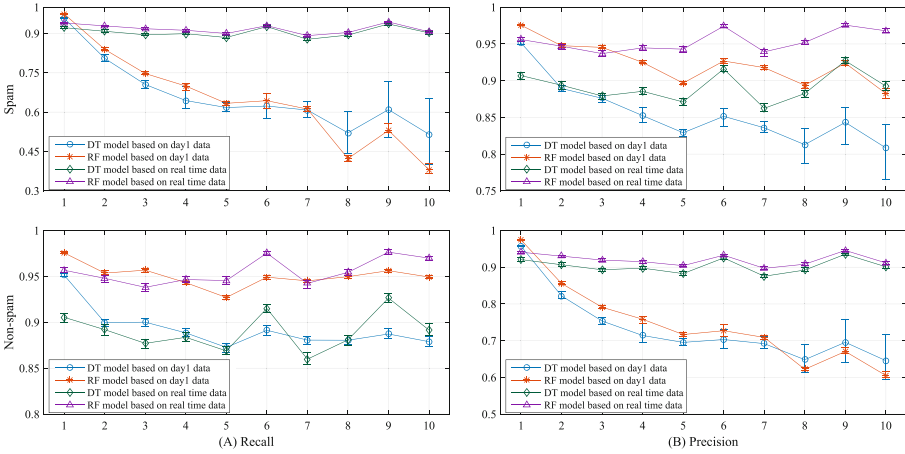 1
0.9
0.75
0.6
0.45
0.3
Spam
DT model based on day1 data
RF model based on day1 data
DT model based on real time data
RF model based on real time data
1 2 3 4 5 6 7 8 9 10
0.95
0.9
0.85
0.8
0.75
DT model based on day1 data
RF model based on day1 data
DT model based on real time data
RF model based on real time data
1 2 3 4 5 6 7 8 9 10
1
0.95
0.9
0.85
0.8
Non-spam
DT model based on day1 data
RF model based on day1 data
DT model based on real time data
RF model based on real time data
1 2 3 4 5 6 7 8 9 10
(A) Recall
1
0.9
0.8
0.7
0.6
0.5
DT model based on day1 data
RF model based on day1 data
DT model based on real time data
RF model based on real time data
1 2 3 4 5 6 7 8 9 10
(B) Precision